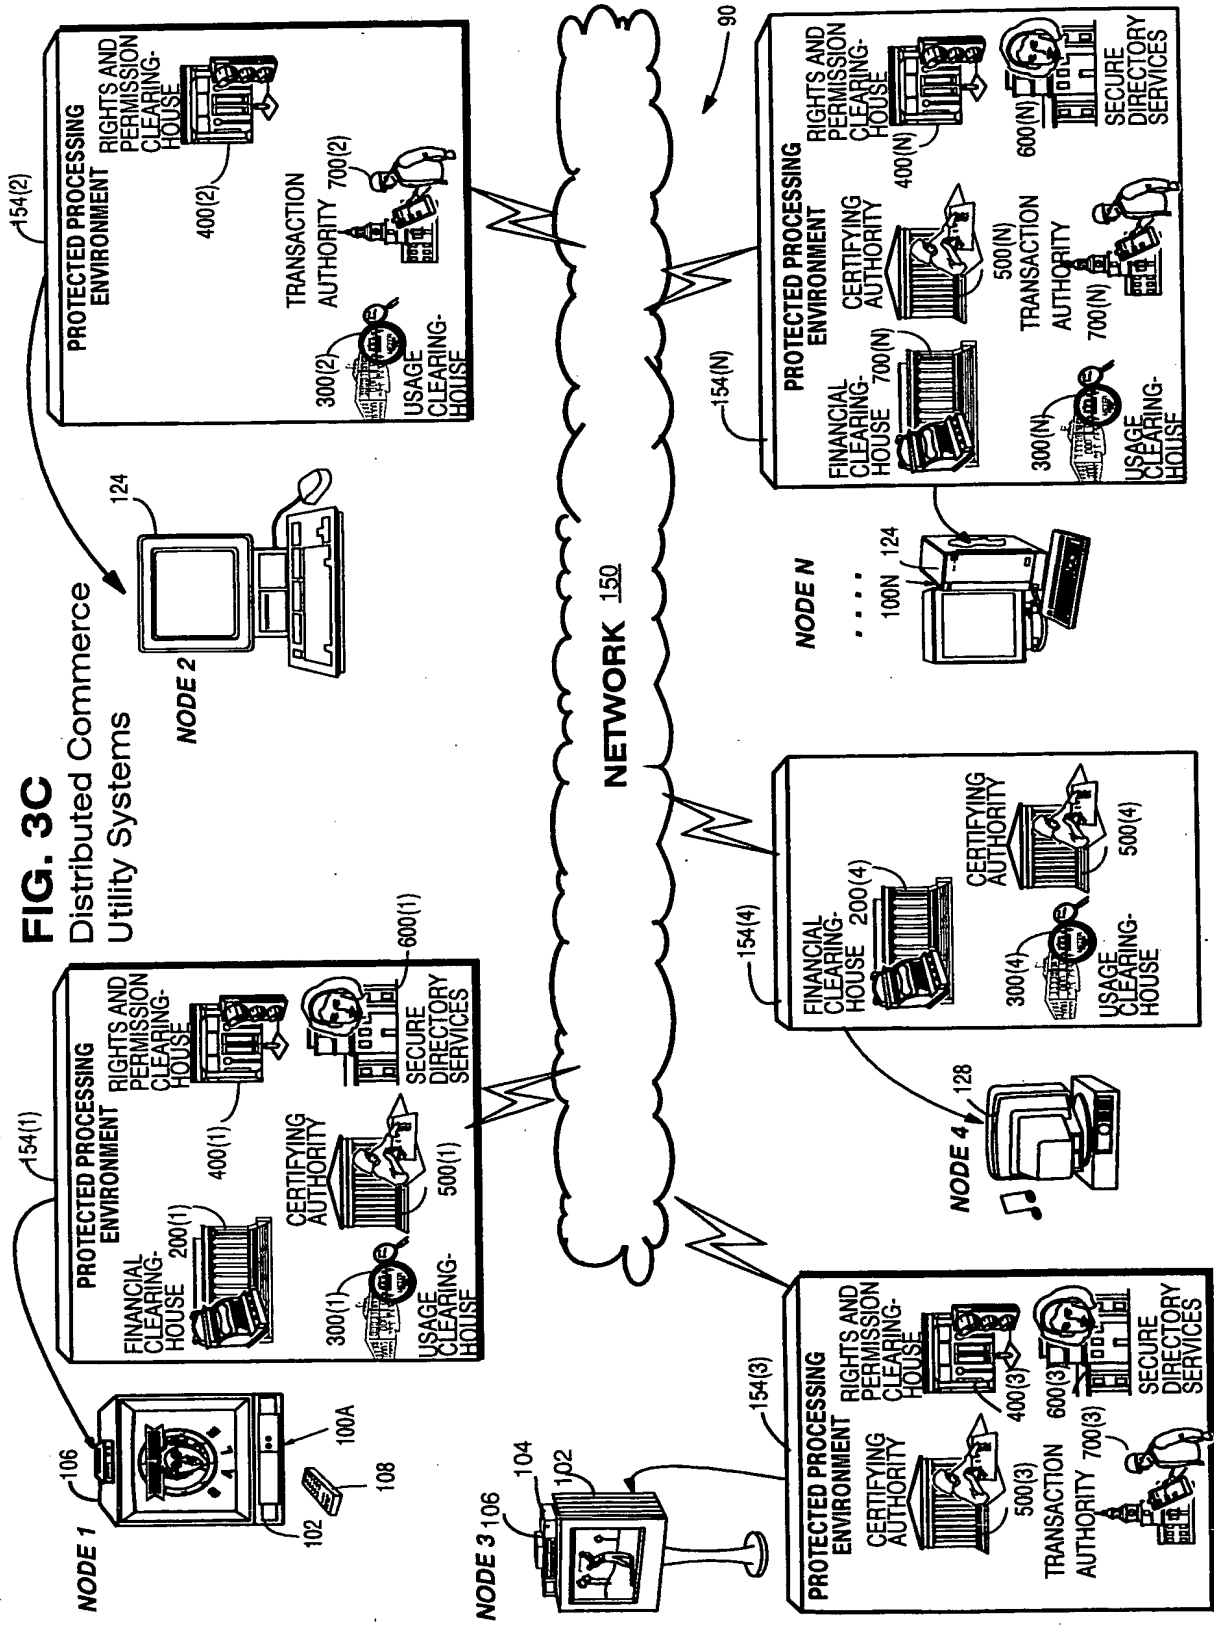 FIG. 3C
Distributed Commerce
Utility Systems
NODE 1
106
102
100A
108
154(1)
PROTECTED PROCESSING
ENVIRONMENT
FINANCIAL
CLEARING-
HOUSE 200(1)
RIGHTS AND
PERMISSION
CLEARING-
HOUSE
400(1)
CERTIFYING
AUTHORITY
500(1)
300(1)
USAGE
CLEARING-
HOUSE
SECURE
DIRECTORY
SERVICES
600(1)
NODE 2
124
154(2)
PROTECTED PROCESSING
ENVIRONMENT
RIGHTS AND
PERMISSION
CLEARING-
HOUSE
400(2)
TRANSACTION
AUTHORITY 700(2)
300(2)
USAGE
CLEARING-
HOUSE
NETWORK 150
90
NODE 3
106
104
102
154(3)
PROTECTED PROCESSING
ENVIRONMENT
CERTIFYING
AUTHORITY
500(3)
RIGHTS AND
PERMISSION
CLEARING-
HOUSE
400(3)
TRANSACTION
AUTHORITY 700(3)
600(3)
SECURE
DIRECTORY
SERVICES
NODE 4
128
154(4)
FINANCIAL
CLEARING-
HOUSE 200(4)
CERTIFYING
AUTHORITY
500(4)
300(4)
USAGE
CLEARING-
HOUSE
NODE N
. . . .
100N
124
154(N)
PROTECTED PROCESSING
ENVIRONMENT
FINANCIAL
CLEARING-
HOUSE 700(N)
CERTIFYING
AUTHORITY
500(N)
RIGHTS AND
PERMISSION
CLEARING-
HOUSE
400(N)
300(N)
USAGE
CLEARING-
HOUSE
TRANSACTION
AUTHORITY
700(N)
600(N)
SECURE
DIRECTORY
SERVICES